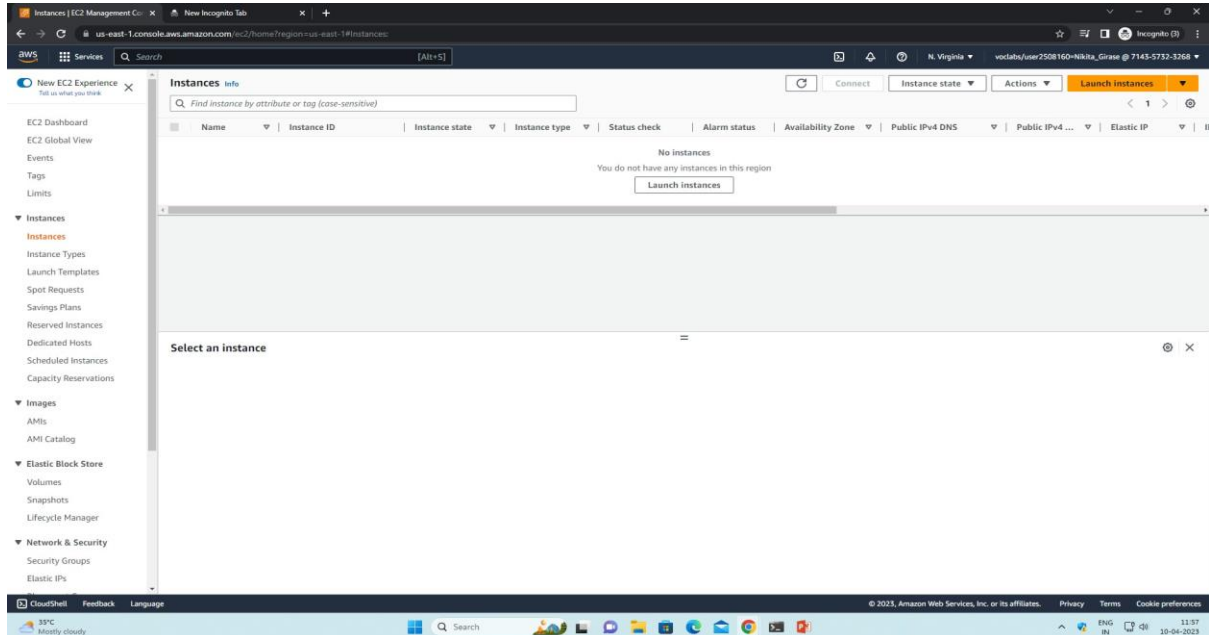 Instances | EC2 Management Co
New Incognito Tab
us-east-1.console.aws.amazon.com/ec2/home?region=us-east-1#Instances:
Incognito (3)
aws
Services
Search
[Alt+S]
N. Virginia
voclabs/user2508160=Nikita_Girase @ 7143-5732-3268
New EC2 Experience
Tell us what you think
EC2 Dashboard
EC2 Global View
Events
Tags
Limits
Instances
Instances
Instance Types
Launch Templates
Spot Requests
Savings Plans
Reserved Instances
Dedicated Hosts
Scheduled Instances
Capacity Reservations
Images
AMIs
AMI Catalog
Elastic Block Store
Volumes
Snapshots
Lifecycle Manager
Network & Security
Security Groups
Elastic IPs
Instances Info
Connect
Instance state
Actions
Launch instances
Find instance by attribute or tag (case-sensitive)
1
Name Instance ID Instance state Instance type Status check Alarm status Availability Zone Public IPv4 DNS Public IPv4 ... Elastic IP
No instances
You do not have any instances in this region
Launch instances
Select an instance
CloudShell Feedback Language
© 2023, Amazon Web Services, Inc. or its affiliates. Privacy Terms Cookie preferences
35°C
Mostly cloudy
Search
ENG
IN
11:57
10-04-2023